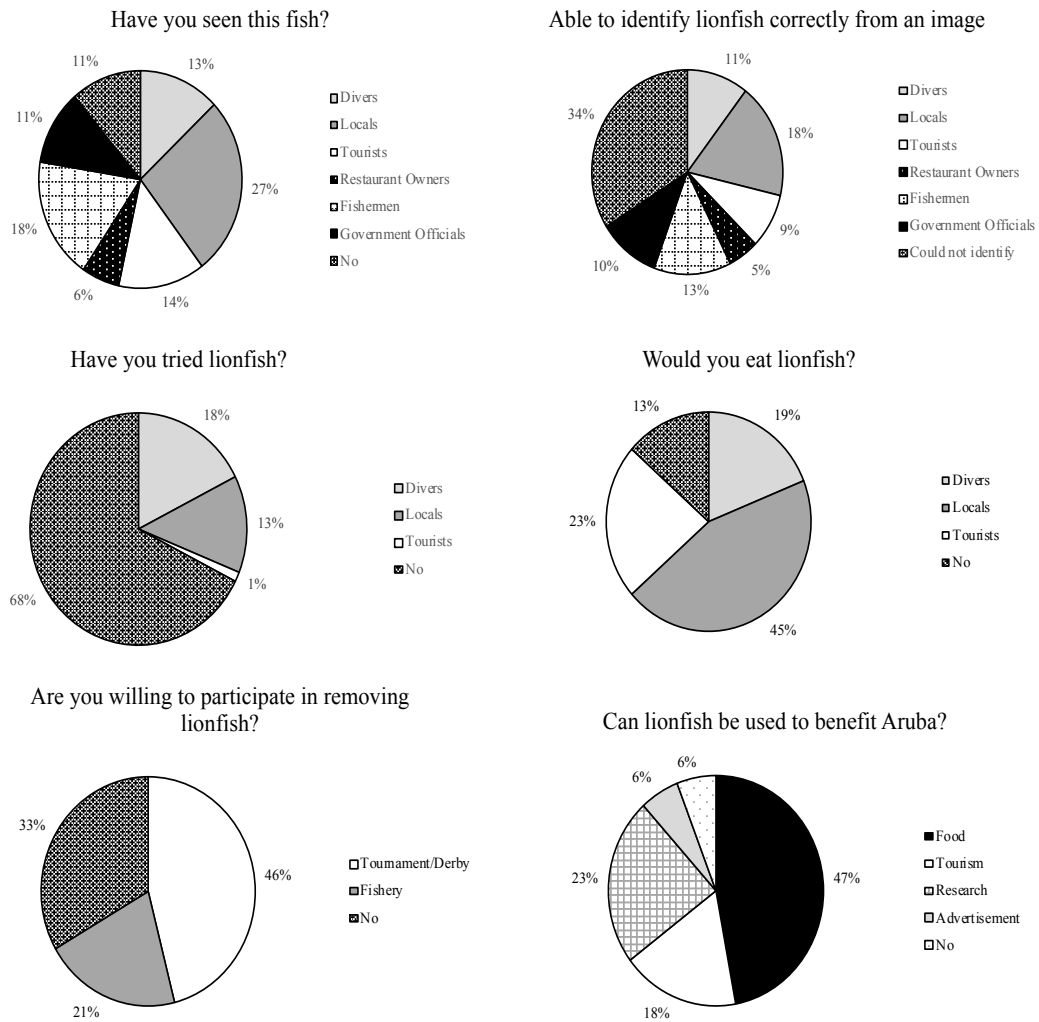 Have you seen this fish?
11%
13%
11%
27%
18%
6%
14%
Divers
Locals
Tourists
Restaurant Owners
Fishermen
Government Officials
No
Able to identify lionfish correctly from an image
11%
34%
18%
9%
10%
5%
13%
Divers
Locals
Tourists
Restaurant Owners
Fishermen
Government Officials
Could not identify
Have you tried lionfish?
18%
13%
1%
68%
Divers
Locals
Tourists
No
Would you eat lionfish?
13%
19%
23%
45%
Divers
Locals
Tourists
No
Are you willing to participate in removing
lionfish?
33%
46%
21%
Tournament/Derby
Fishery
No
Can lionfish be used to benefit Aruba?
6%
6%
23%
47%
18%
Food
Tourism
Research
Advertisement
No